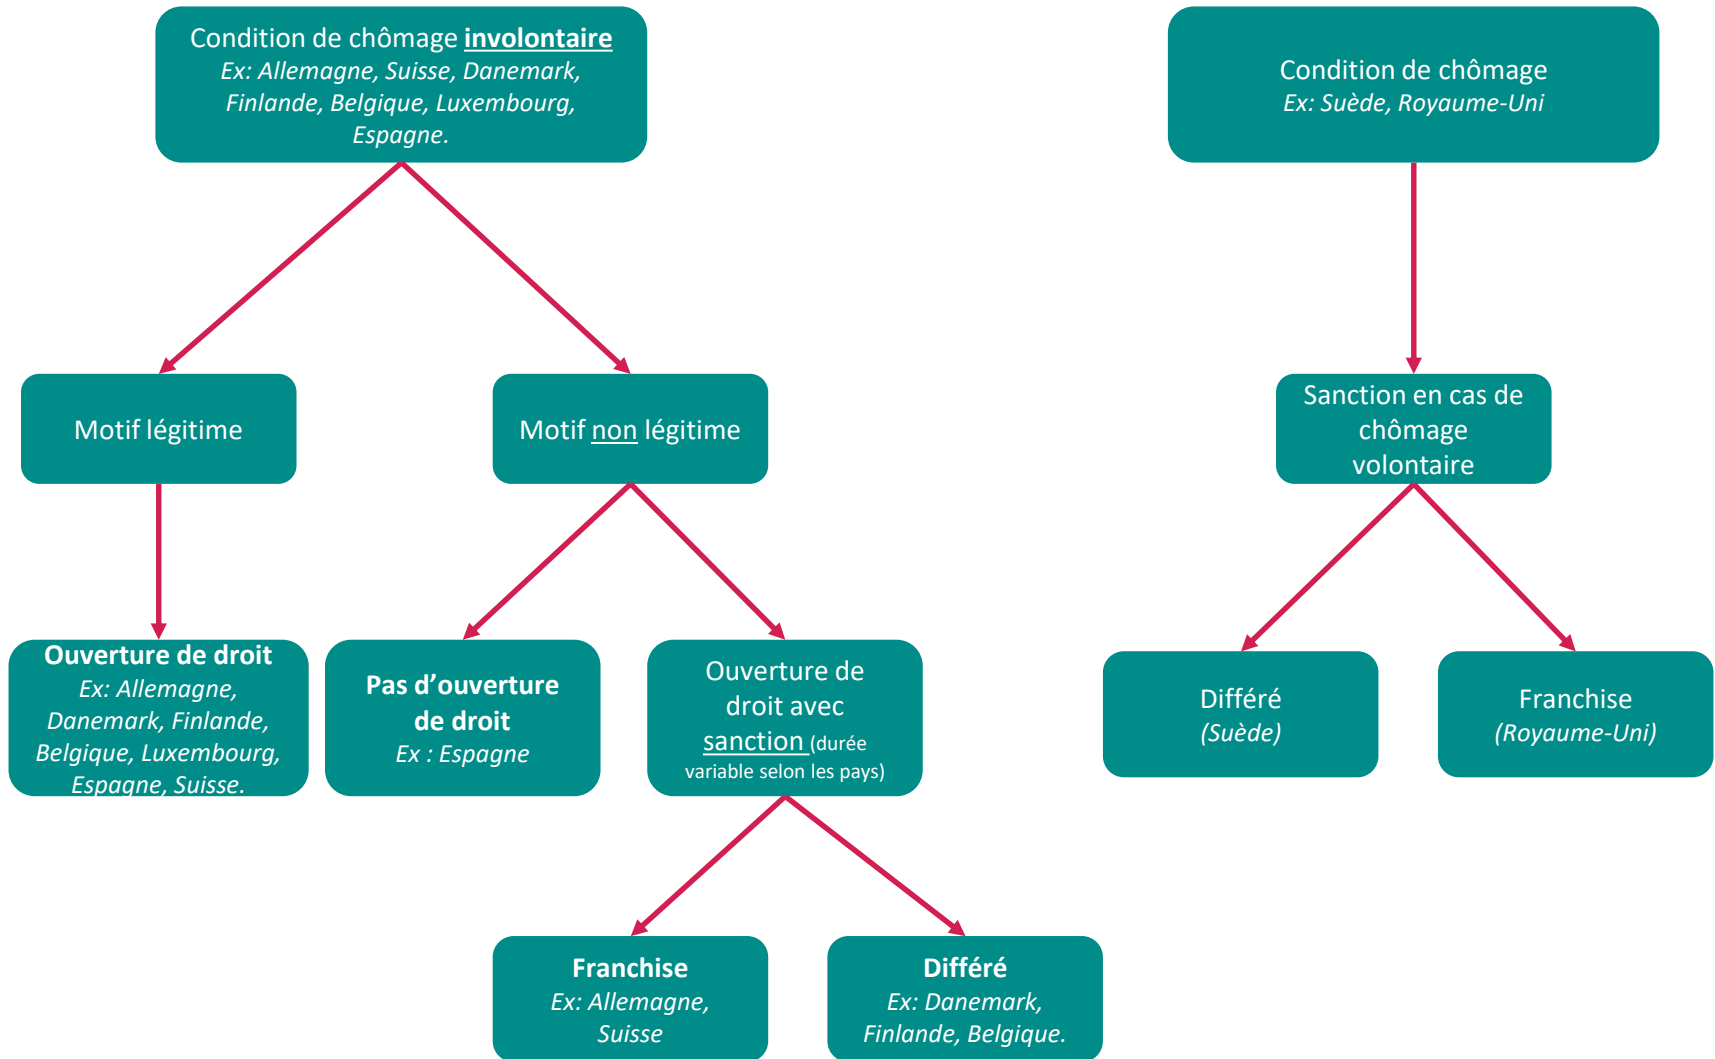 Condition de chômage involontaire
Ex: Allemagne, Suisse, Danemark,
Finlande, Belgique, Luxembourg,
Espagne.
Condition de chômage
Ex: Suède, Royaume-Uni
Motif légitime
Motif non légitime
Sanction en cas de
chômage
volontaire
Ouverture de droit
Ex: Allemagne,
Danemark, Finlande,
Belgique, Luxembourg,
Espagne, Suisse.
Pas d’ouverture
de droit
Ex : Espagne
Ouverture de
droit avec
sanction (durée
variable selon les pays)
Différé
(Suède)
Franchise
(Royaume-Uni)
Franchise
Ex: Allemagne,
Suisse
Différé
Ex: Danemark,
Finlande, Belgique.